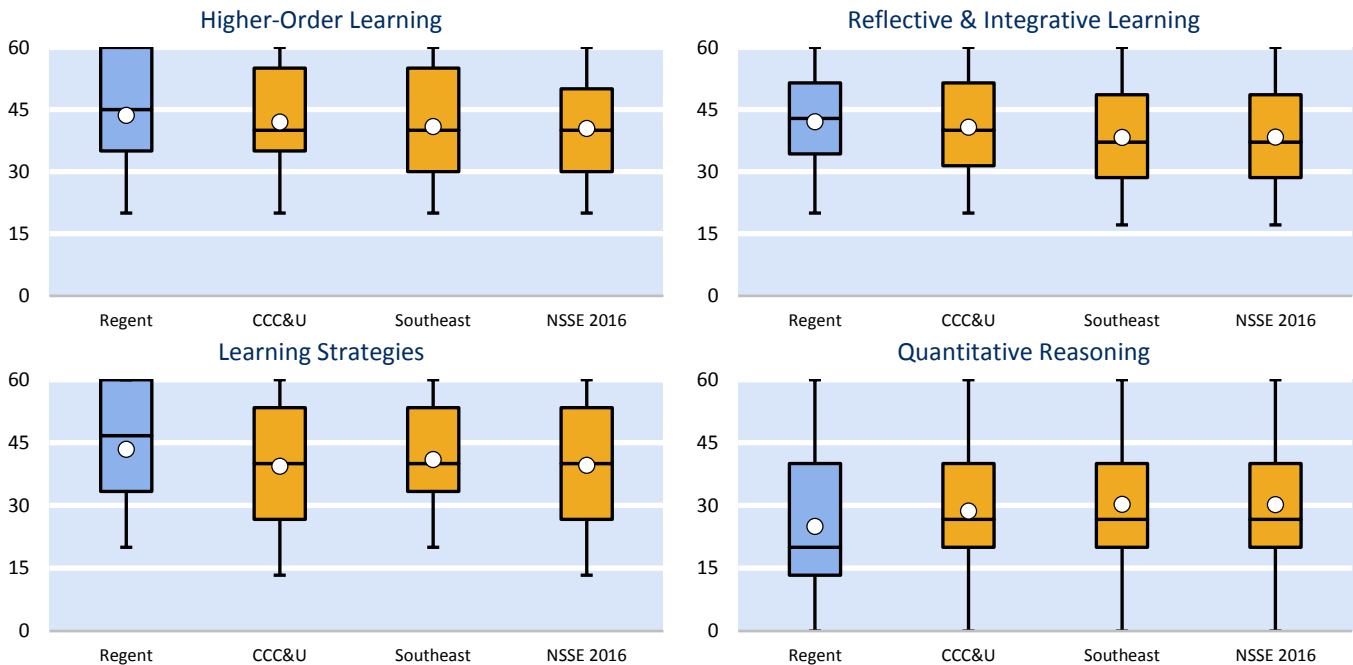 Higher-Order Learning
60
45
30
15
0
Regent CCC&U Southeast NSSE 2016
Reflective & Integrative Learning
60
45
30
15
0
Regent CCC&U Southeast NSSE 2016
Learning Strategies
60
45
30
15
0
Regent CCC&U Southeast NSSE 2016
Quantitative Reasoning
60
45
30
15
0
Regent CCC&U Southeast NSSE 2016